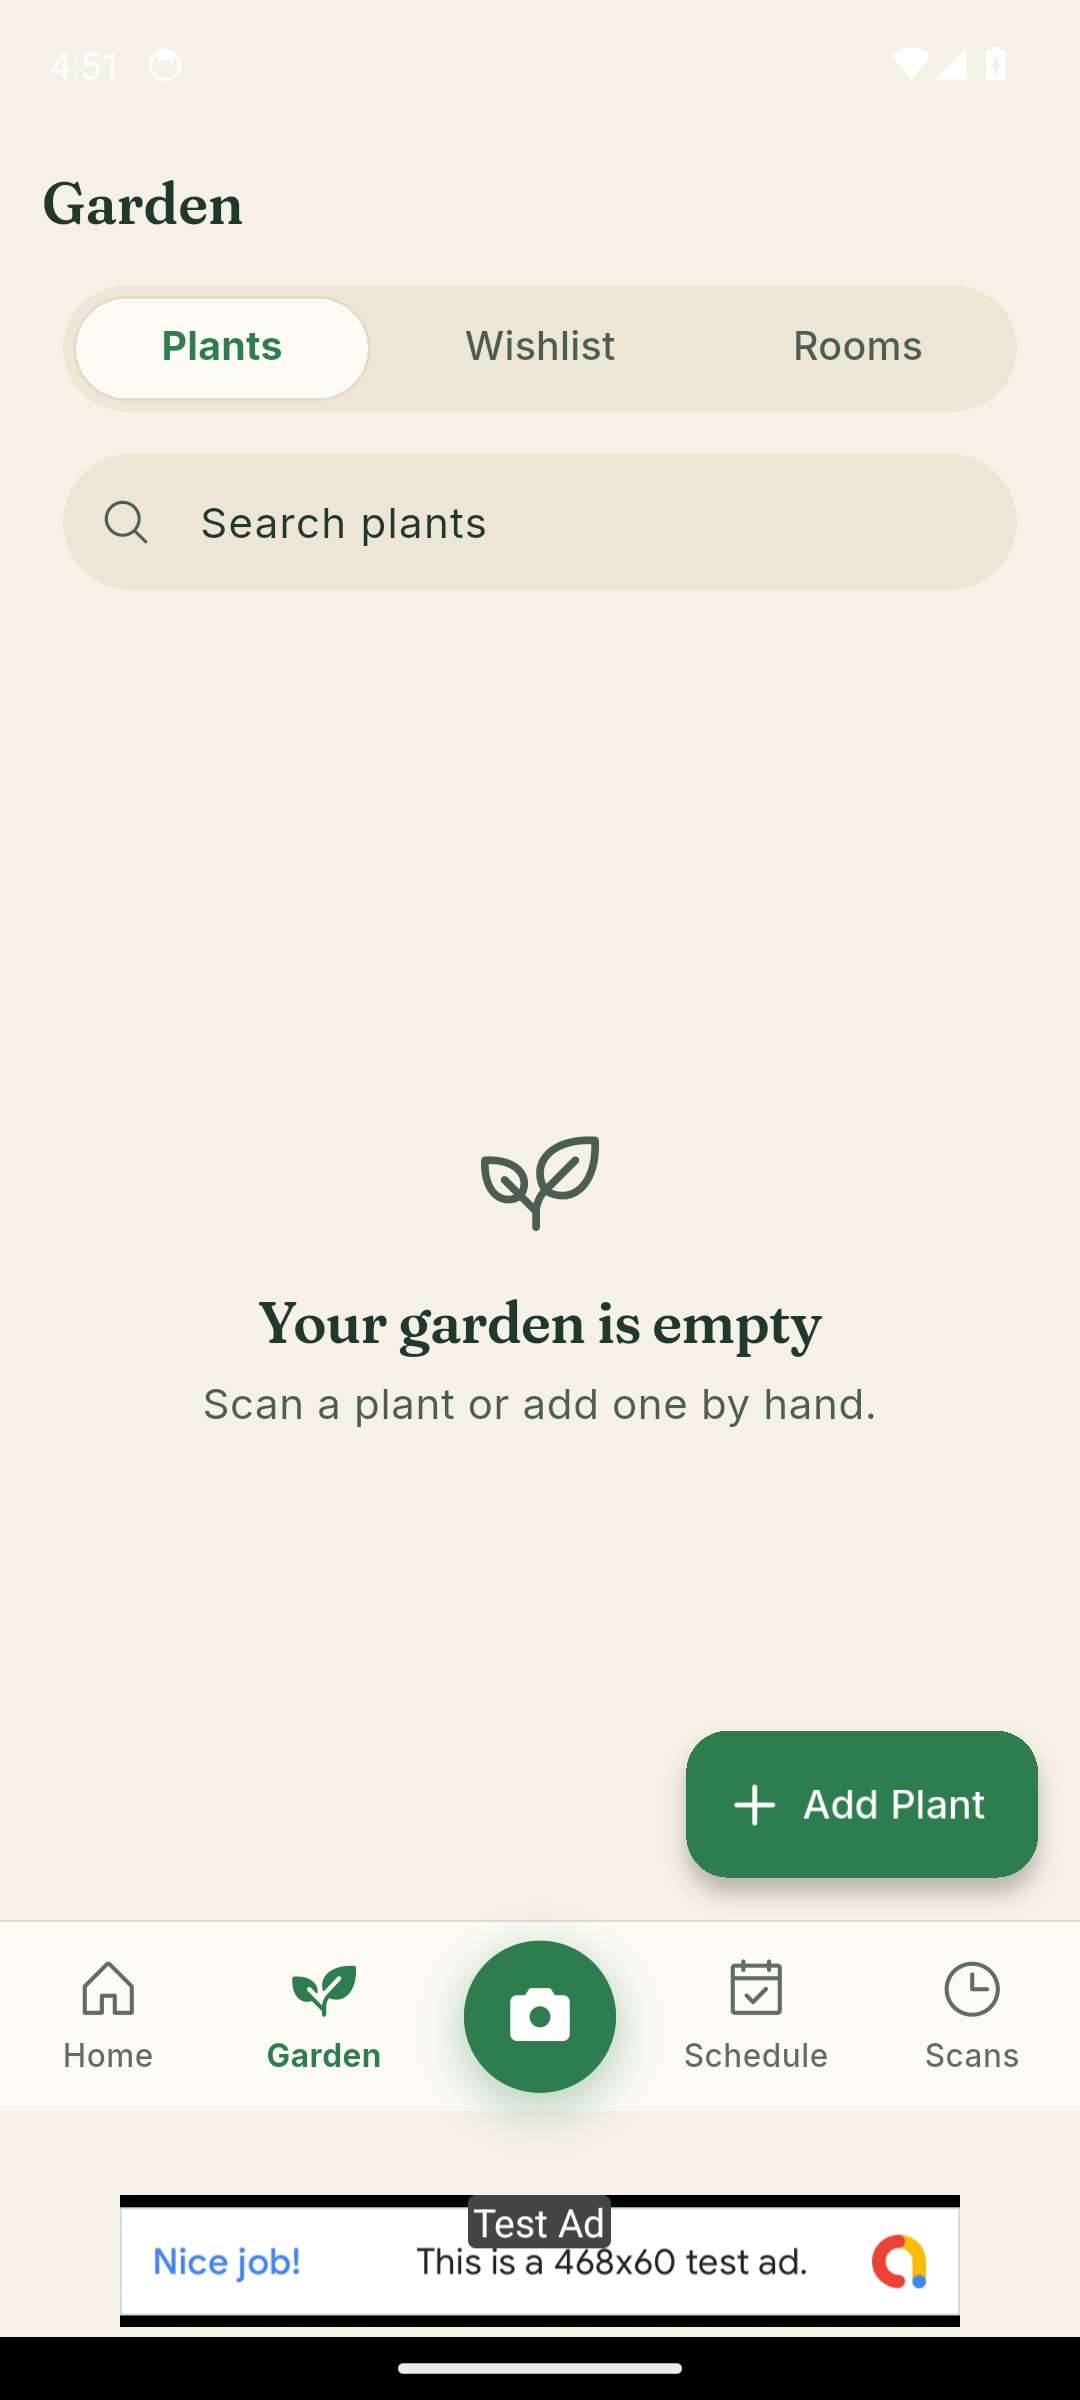 4:51
Garden
Plants
Wishlist
Rooms
Search plants
Your garden is empty
Scan a plant or add one by hand.
Add Plant
Home
Garden
Schedule
Scans
Test Ad
Nice job!
This is a 468x60 test ad.